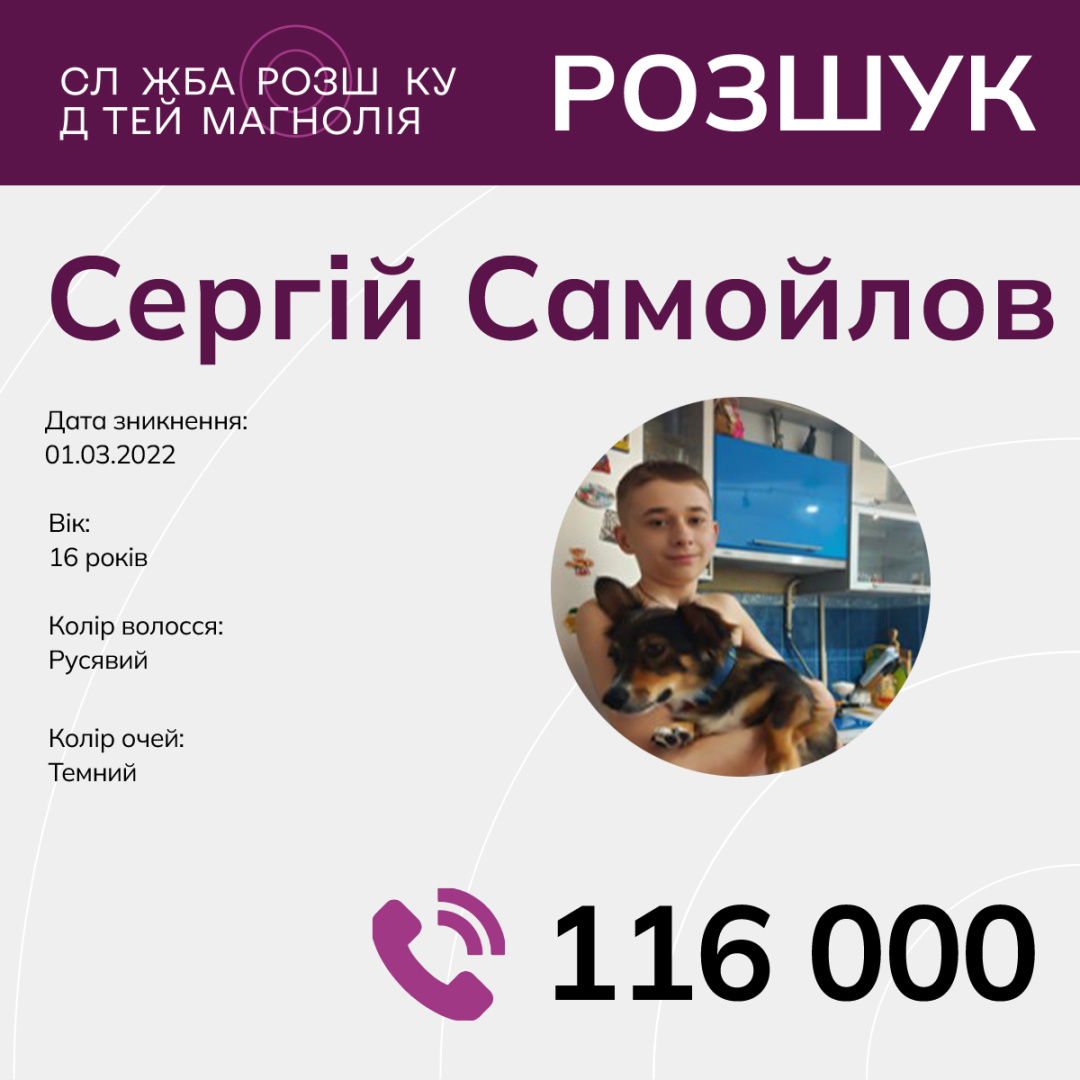 СЛ ЖБА РОЗШ КУ
Д ТЕЙ МАГНОЛІЯ
РОЗШУК
Сергій Самойлов
Дата зникнення:
01.03.2022
Вік:
16 років
Колір волосся:
Русявий
Колір очей:
Темний
116 000